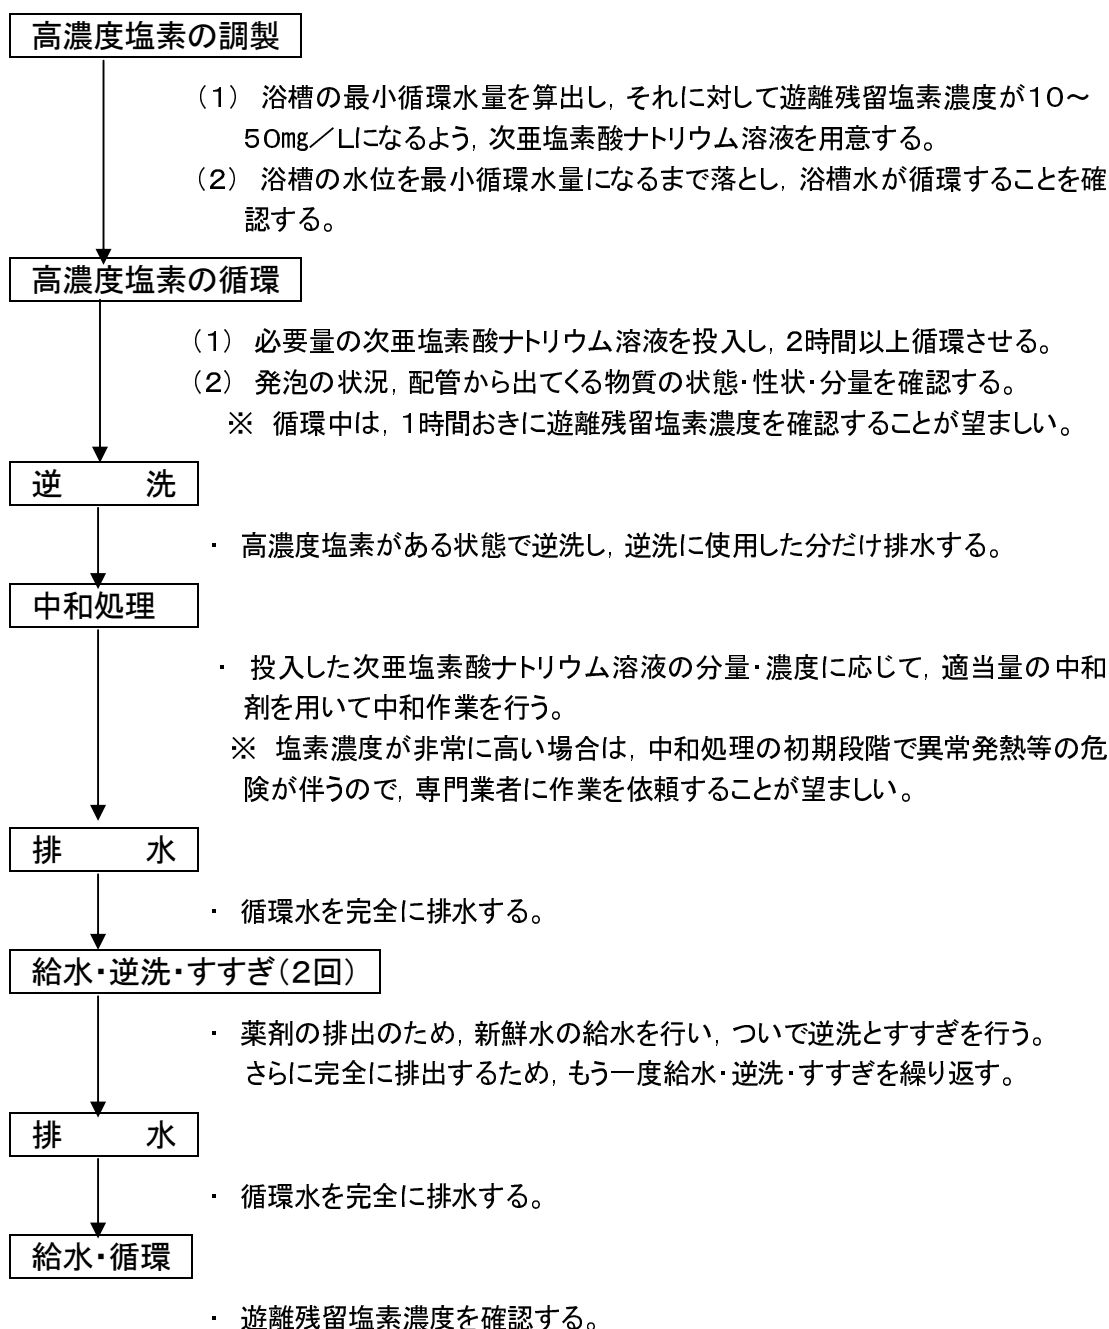 高濃度塩素の調製
（１） 浴槽の最小循環水量を算出し，それに対して遊離残留塩素濃度が１０～
５０㎎／Ｌになるよう，次亜塩素酸ナトリウム溶液を用意する。
（２） 浴槽の水位を最小循環水量になるまで落とし，浴槽水が循環することを確
認する。
高濃度塩素の循環
（１） 必要量の次亜塩素酸ナトリウム溶液を投入し，２時間以上循環させる。
（２） 発泡の状況，配管から出てくる物質の状態・性状・分量を確認する。
※ 循環中は，１時間おきに遊離残留塩素濃度を確認することが望ましい。
逆　　洗
・ 高濃度塩素がある状態で逆洗し，逆洗に使用した分だけ排水する。
中和処理
・ 投入した次亜塩素酸ナトリウム溶液の分量・濃度に応じて，適当量の中和
剤を用いて中和作業を行う。
※ 塩素濃度が非常に高い場合は，中和処理の初期段階で異常発熱等の危
険が伴うので，専門業者に作業を依頼することが望ましい。
排　　水
・ 循環水を完全に排水する。
給水・逆洗・すすぎ（２回）
・ 薬剤の排出のため，新鮮水の給水を行い，ついで逆洗とすすぎを行う。
さらに完全に排出するため，もう一度給水・逆洗・すすぎを繰り返す。
排　　水
・ 循環水を完全に排水する。
給水・循環
・ 遊離残留塩素濃度を確認する。